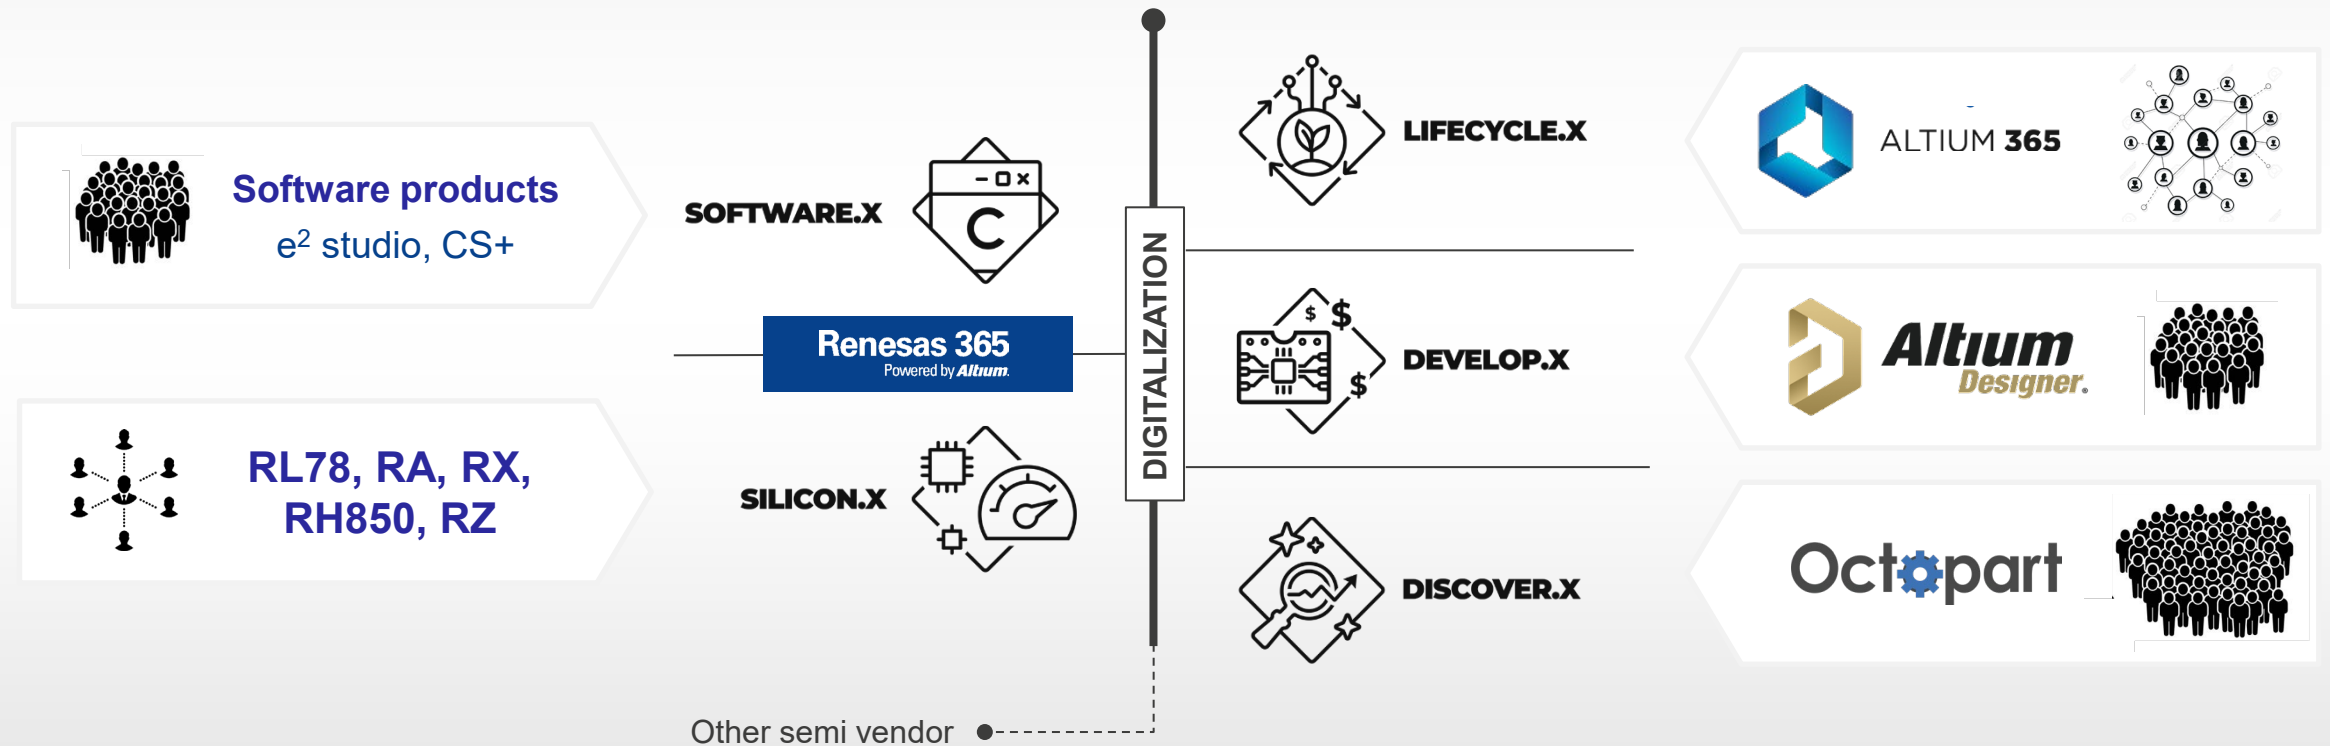 Software products
e² studio, CS+
RL78, RA, RX,
RH850, RZ
SOFTWARE.X
C
Renesas 365
Powered by Altium.
SILICON.X
Other semi vendor
DIGITALIZATION
LIFECYCLE.X
$ $
$
DEVELOP.X
DISCOVER.X
ALTIUM 365
Altium
Designer®
Octopart